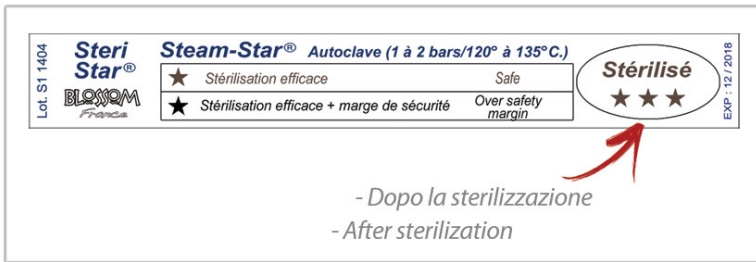 Lot. S1 1404
Steri
Star®
BLOSSOM
France
Steam-Star® Autoclave (1 à 2 bars/120° à 135°C.)
★ Stérilisation efficace Safe
★ Stérilisation efficace + marge de sécurité Over safety
margin
Stérilisé
★ ★ ★
EXP : 12 / 2018
- Dopo la sterilizzazione
- After sterilization